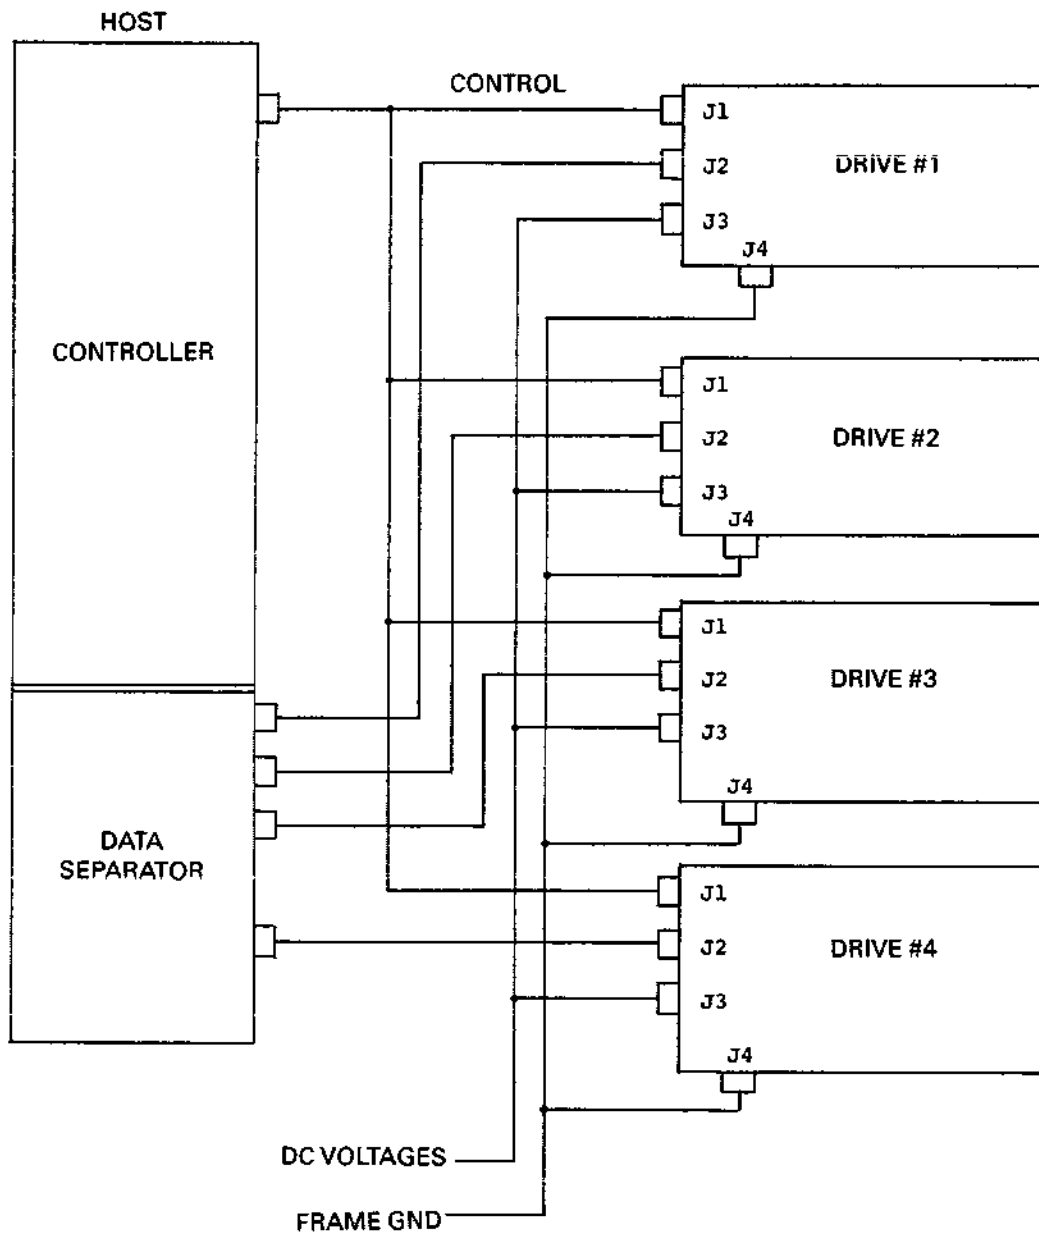 HOST
CONTROL
J1
J2
DRIVE #1
J3
J4
CONTROLLER
J1
J2
DRIVE #2
J3
J4
J1
J2
DRIVE #3
J3
J4
DATA
SEPARATOR
J1
J2
DRIVE #4
J3
J4
DC VOLTAGES
FRAME GND